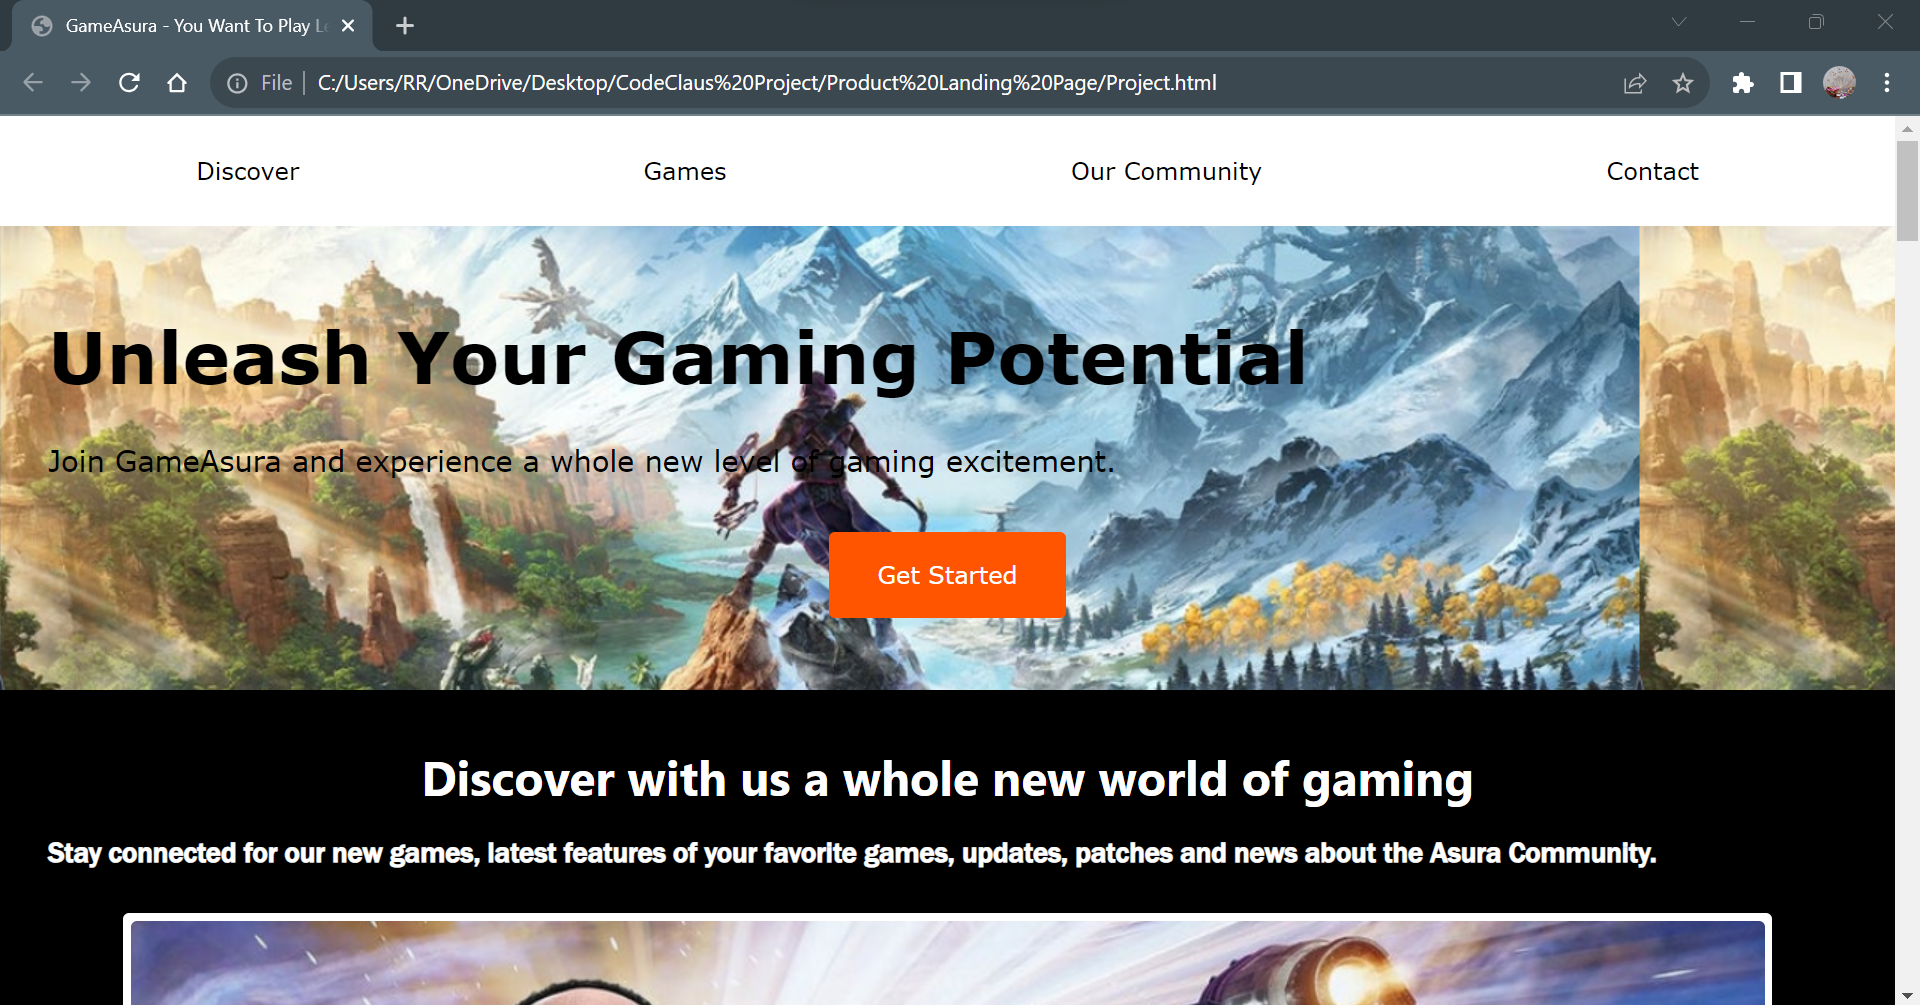 GameAsura - You Want To Play
File
C:/Users/RR/OneDrive/Desktop/CodeClaus%20Project/Product%20Landing%20Page/Project.html
Discover
Games
Our Community
Contact
Unleash Your Gaming Potential
Join GameAsura and experience a whole new level of gaming excitement.
Get Started
Discover with us a whole new world of gaming
Stay connected for our new games, latest features of your favorite games, updates, patches and news about the Asura Community.